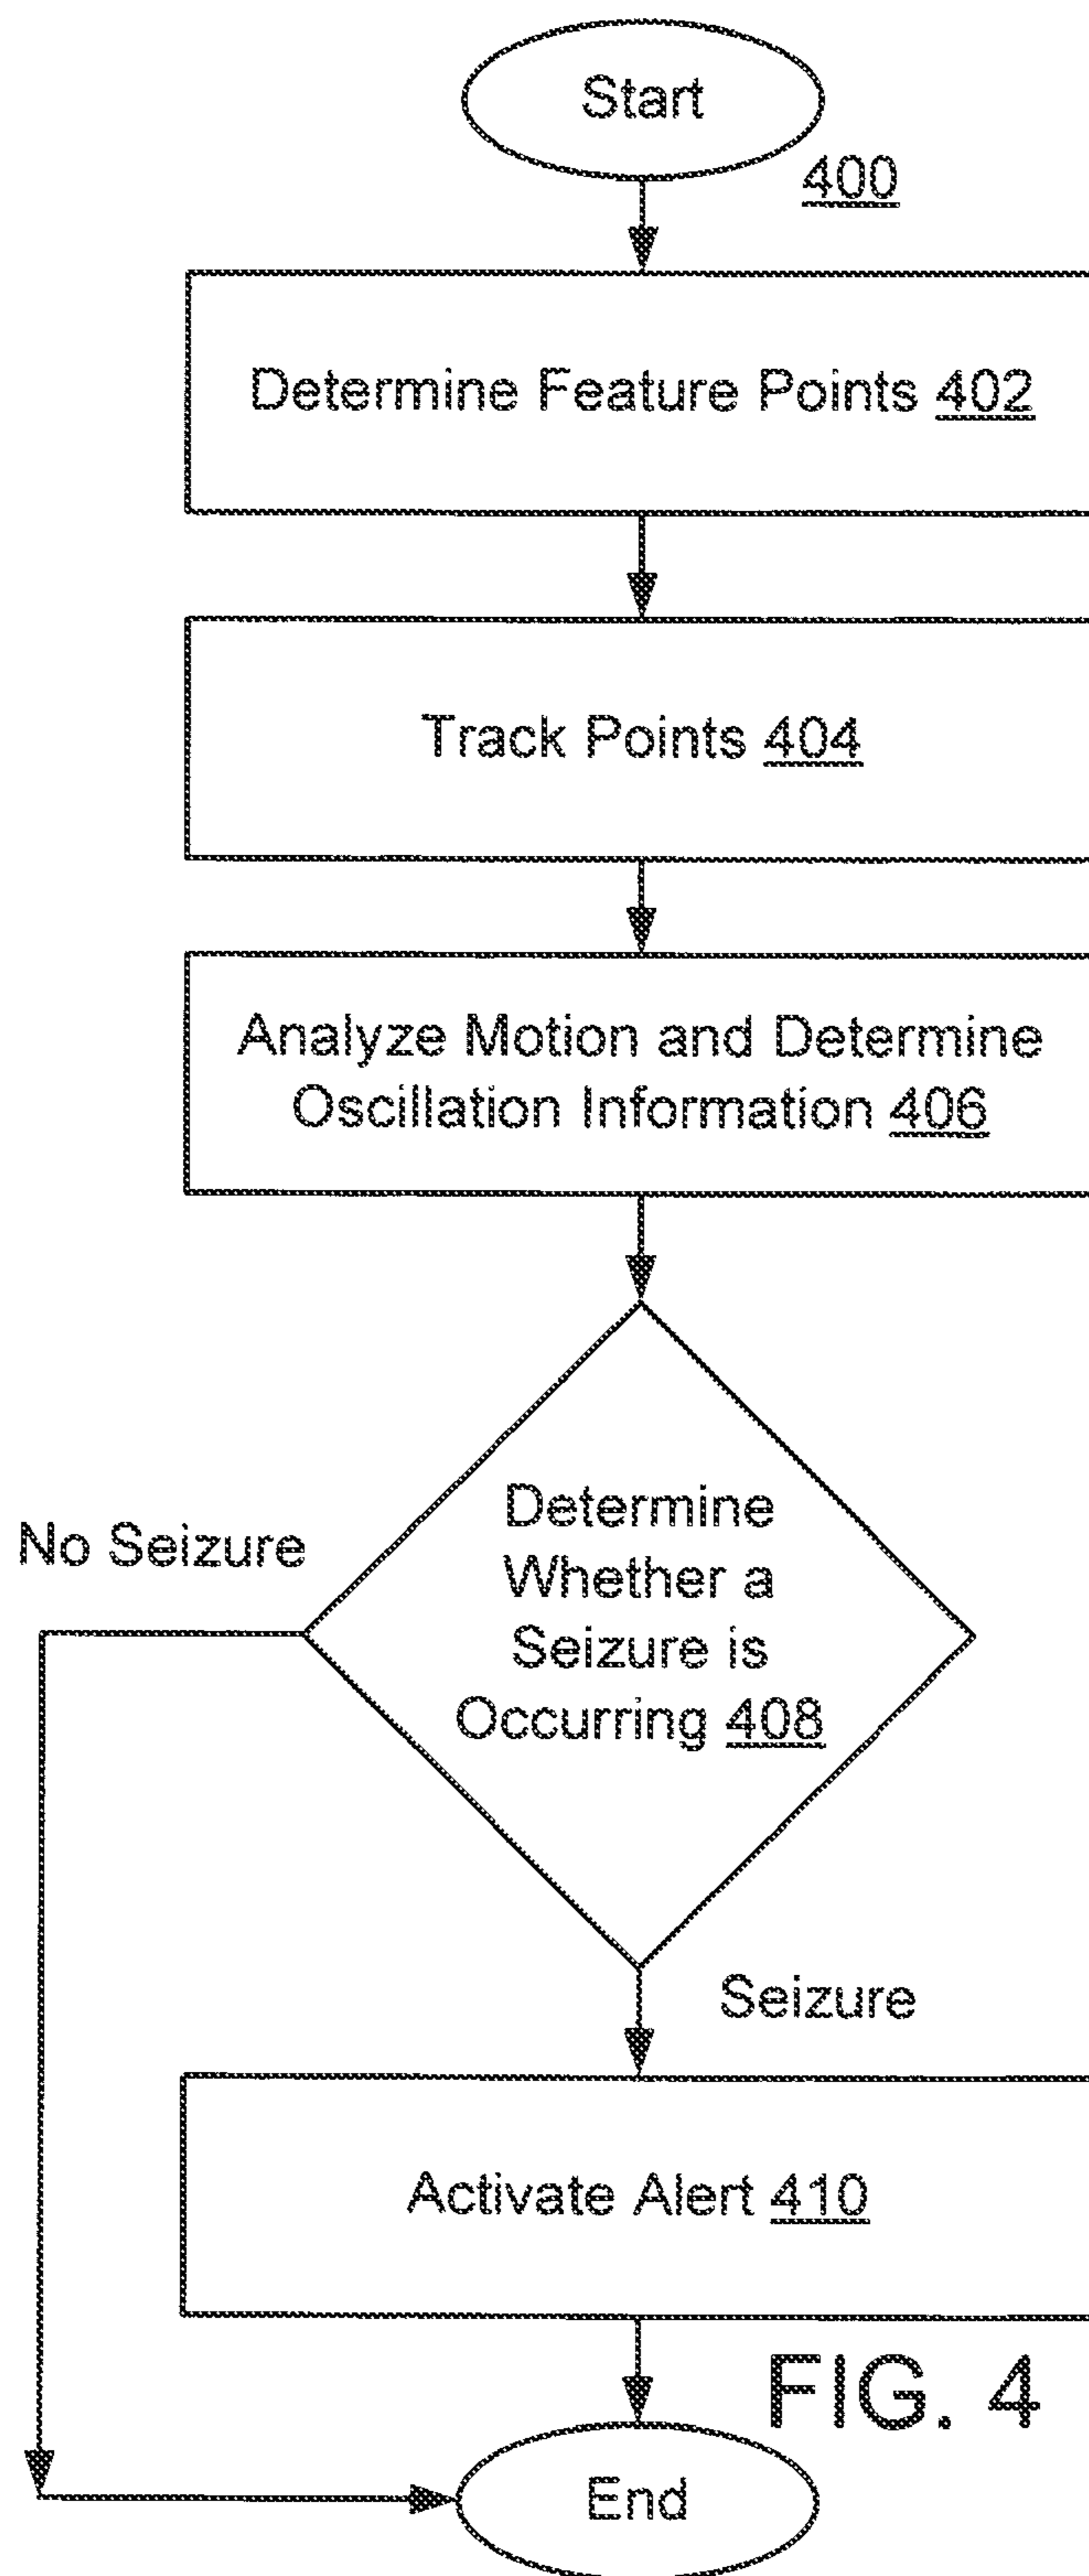 Start
400
Determine Feature Points 402
Track Points 404
Analyze Motion and Determine
Oscillation Information 406
Determine
Whether a
Seizure is
Occurring 408
No Seizure
Seizure
Activate Alert 410
FIG. 4
End